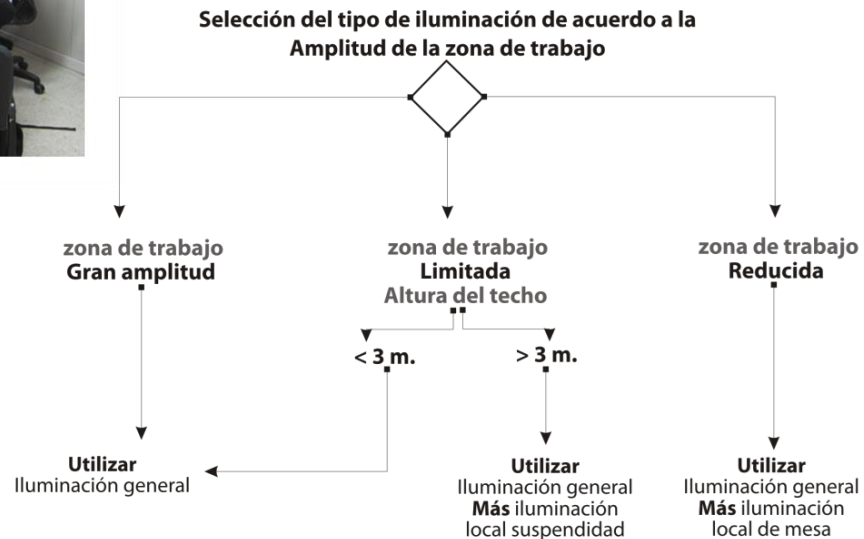 Selección del tipo de iluminación de acuerdo a la
Amplitud de la zona de trabajo
zona de trabajo
Gran amplitud
zona de trabajo
Limitada
Altura del techo
zona de trabajo
Reducida
< 3 m.
> 3 m.
Utilizar
Iluminación general
Utilizar
Iluminación general
Más iluminación
local suspendidad
Utilizar
Iluminación general
Más iluminación
local de mesa